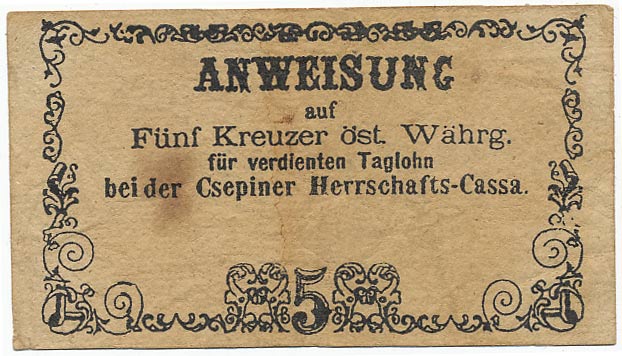 ANWEISUNG
auf
Fünf Kreuzer öst. Währg.
für verdienten Taglohn
bei der Csepiner Herrschafts-Cassa.
5